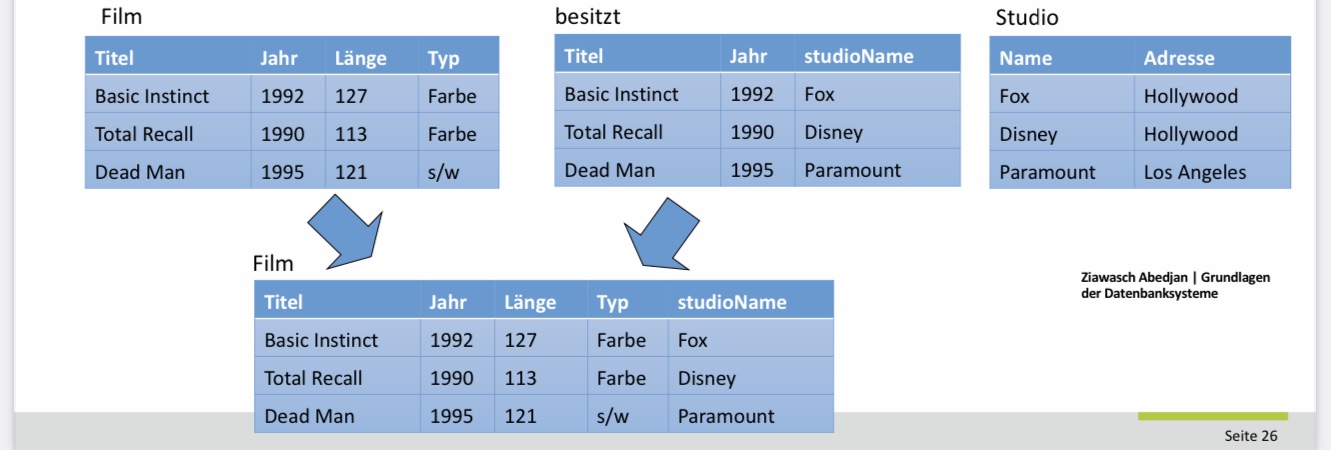 Film
Titel Jahr Länge Typ
Basic Instinct 1992 127 Farbe
Total Recall 1990 113 Farbe
Dead Man 1995 121 s/w
besitzt
Titel Jahr studioName
Basic Instinct 1992 Fox
Total Recall 1990 Disney
Dead Man 1995 Paramount
Studio
Name Adresse
Fox Hollywood
Disney Hollywood
Paramount Los Angeles
Film
Titel Jahr Länge Typ studioName
Basic Instinct 1992 127 Farbe Fox
Total Recall 1990 113 Farbe Disney
Dead Man 1995 121 s/w Paramount
Ziawasch Abedjan | Grundlagen
der Datenbanksysteme
Seite 26